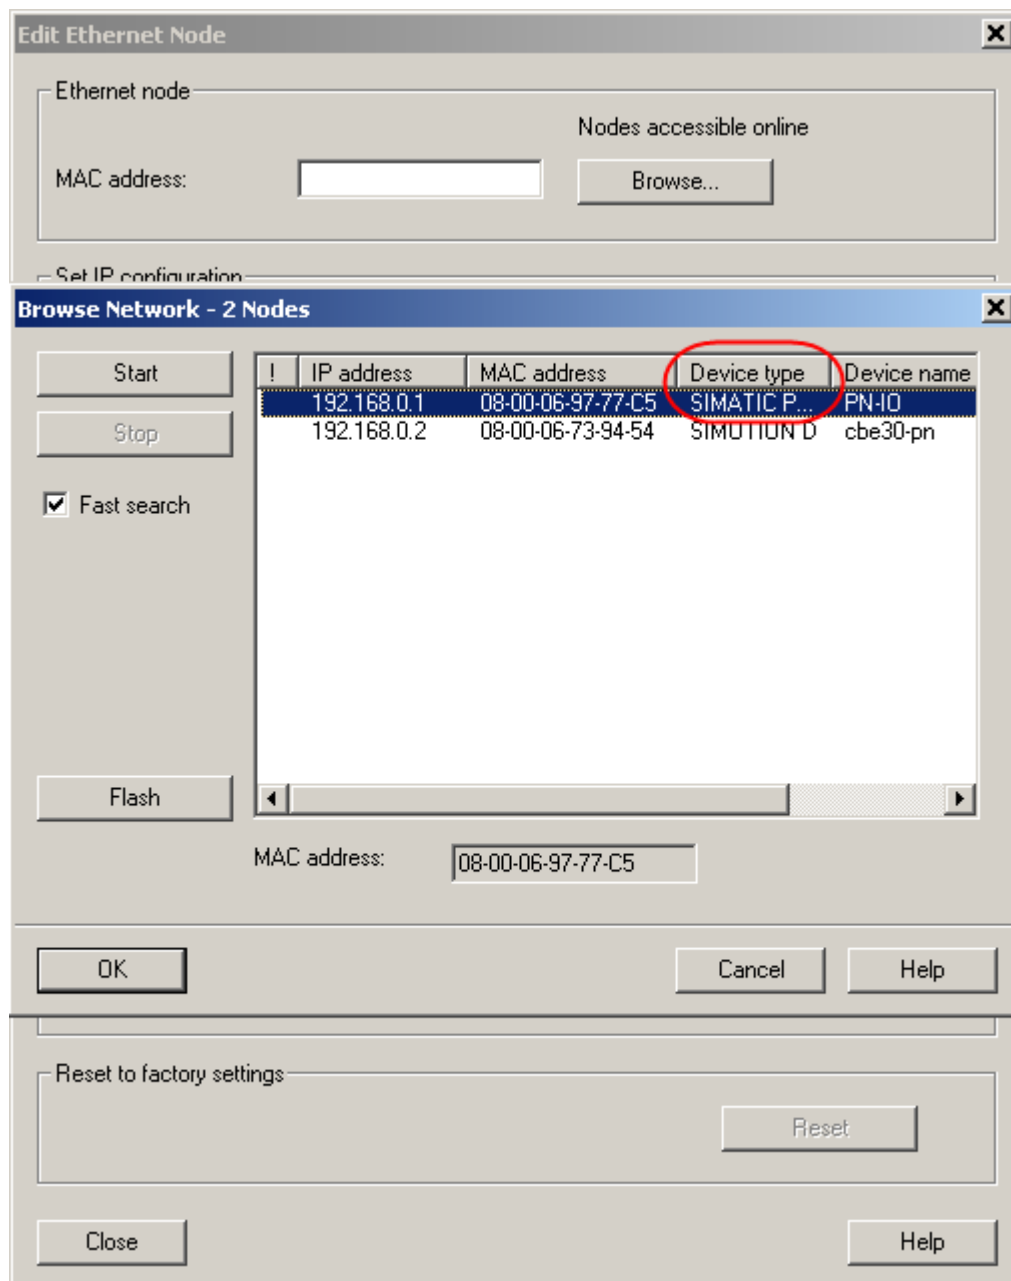 Edit Ethernet Node
Ethernet node
Nodes accessible online
MAC address:
Browse...
Set IP configuration
Browse Network - 2 Nodes
Start
! IP address MAC address Device type Device name
192.168.0.1 08-00-06-97-77-C5 SIMATIC P... PN-IO
Stop
192.168.0.2 08-00-06-73-94-54 SIMOTION D cbe30-pn
Fast search
Flash
MAC address: 08-00-06-97-77-C5
OK Cancel Help
Reset to factory settings
Reset
Close Help